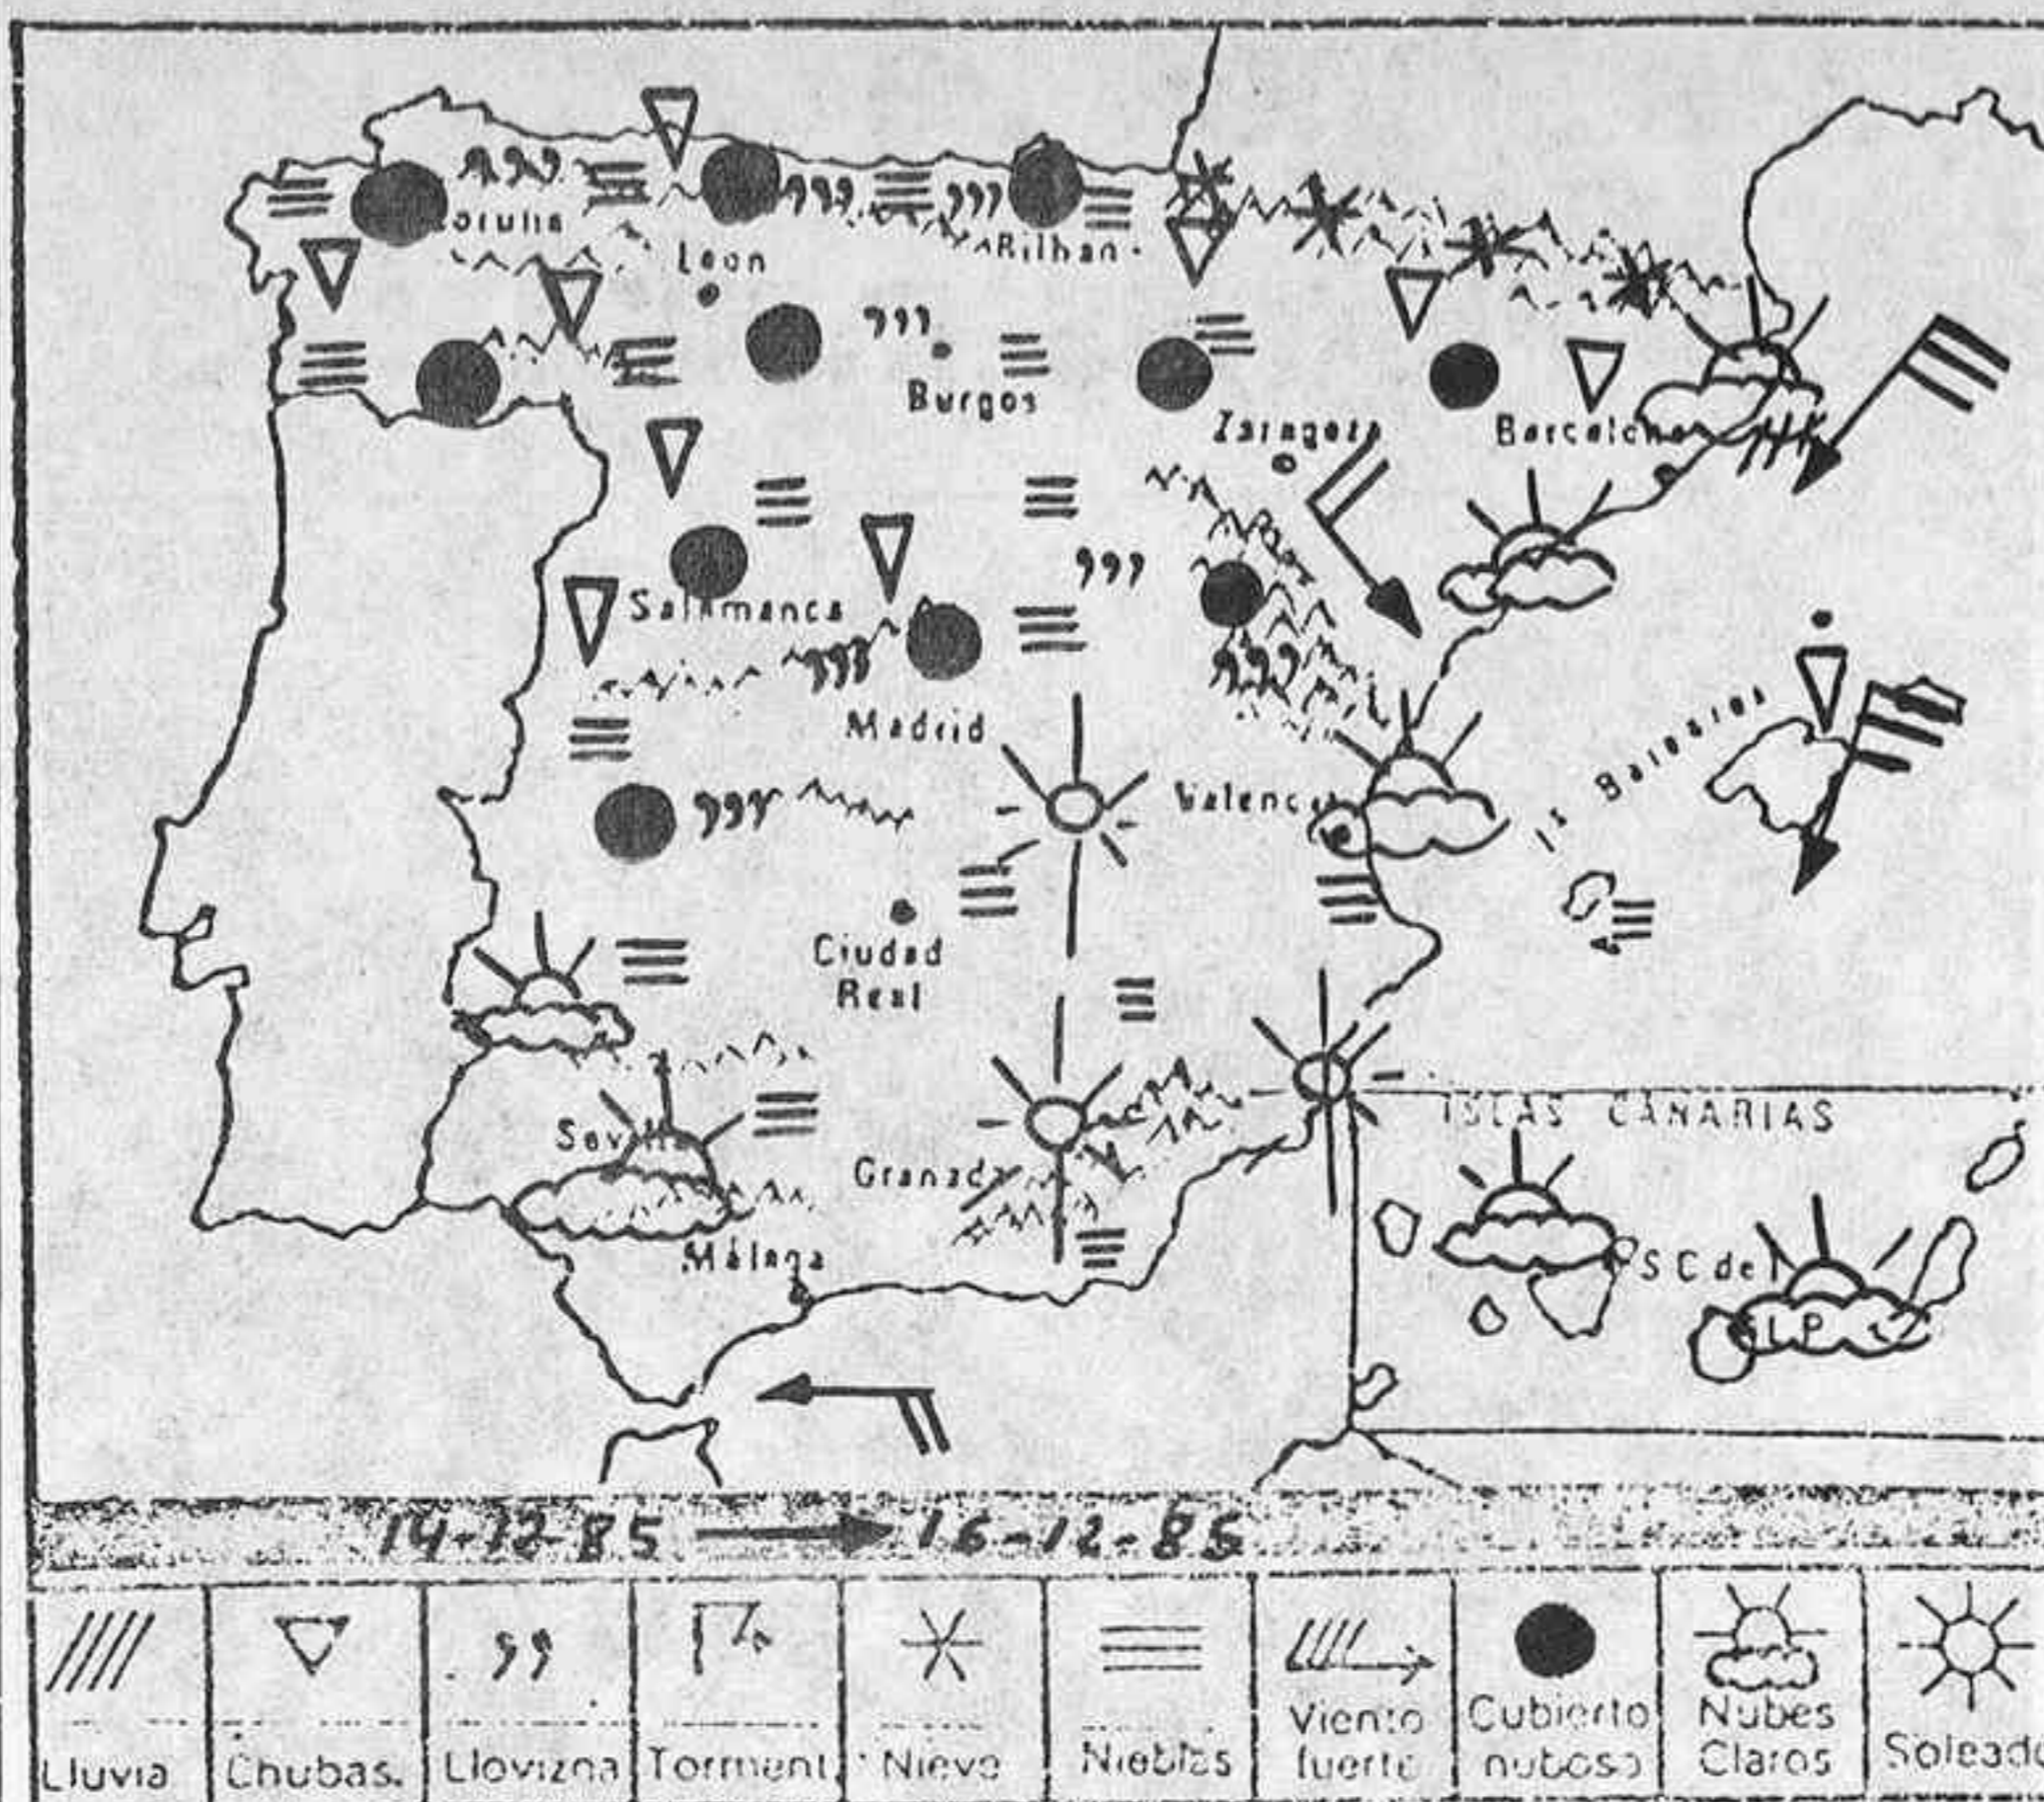 Coruña
Leon
Rilhan.
Burgos
Zaragoza
Barcelona
Salamanca
Madrid
Valencia
Is Baleares
Ciudad
Real
Sevilla
ISLAS CANARIAS
Granada
S C de T
Málaga
L P
14-12-85 → 16-12-85
Lluvia
Chubas.
Llovizna
Torment.
Nieve
Nieblas
Viento
fuerte
Cubierto
nuboso
Nubes
Claros
Soleado